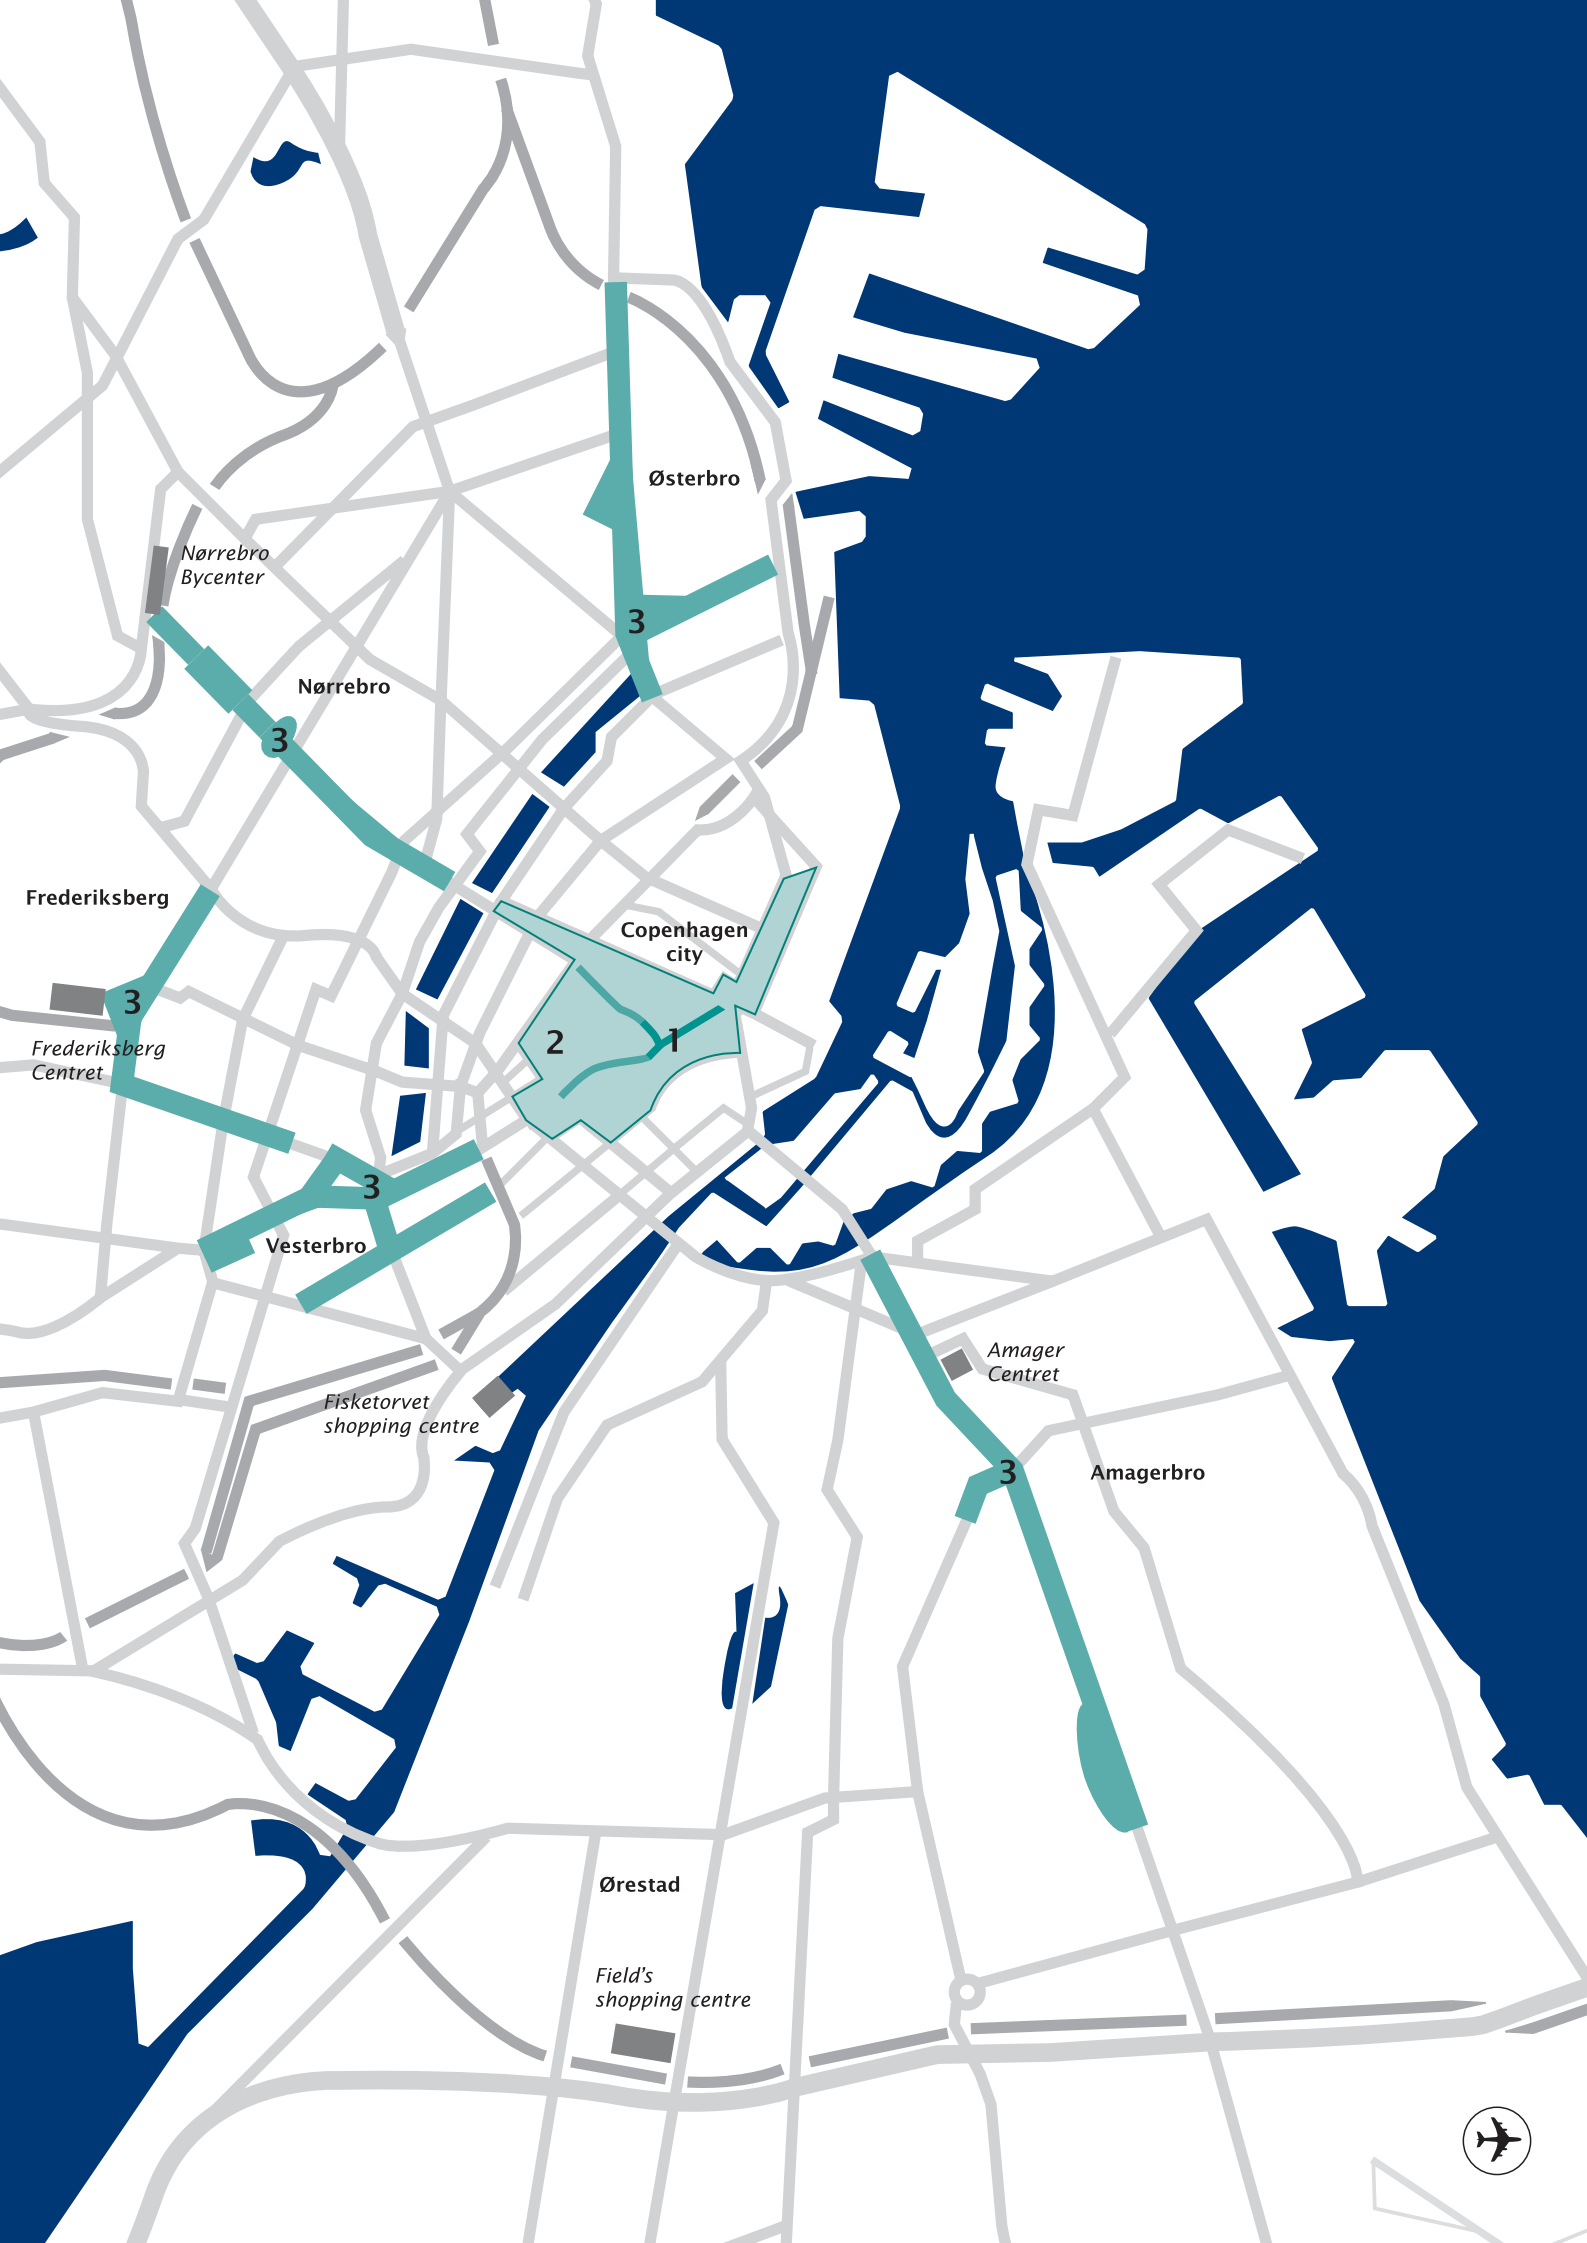 Østerbro
Nørrebro
Bycenter
3
Nørrebro
3
Frederiksberg
Copenhagen
city
3
2
1
Frederiksberg
Centret
3
Vesterbro
Amager
Centret
Fisketorvet
shopping centre
3
Amagerbro
Ørestad
Field's
shopping centre